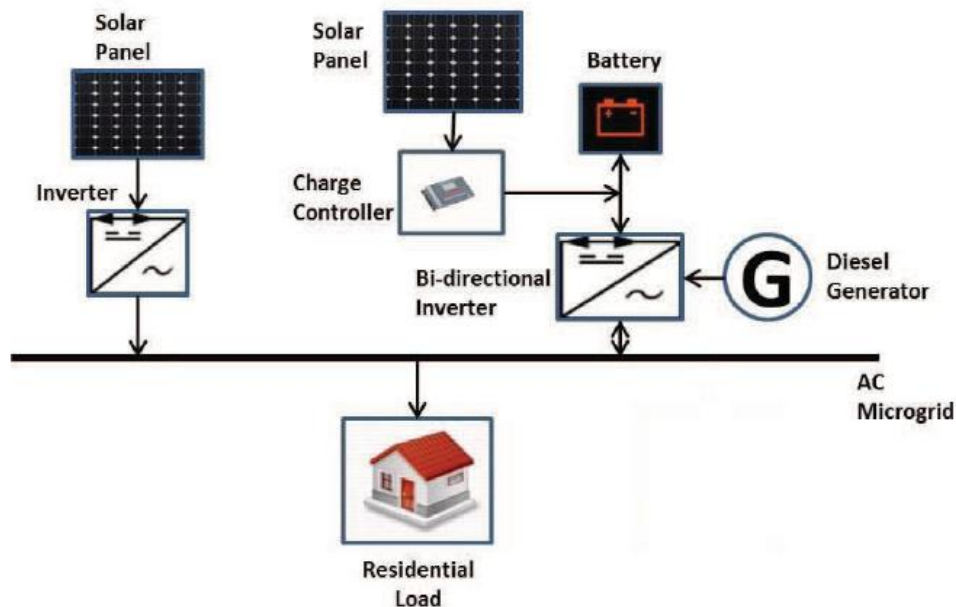 Solar
Panel
Solar
Panel
Battery
Inverter
Charge
Controller
Bi-directional
Inverter
G
Diesel
Generator
AC
Microgrid
Residential
Load